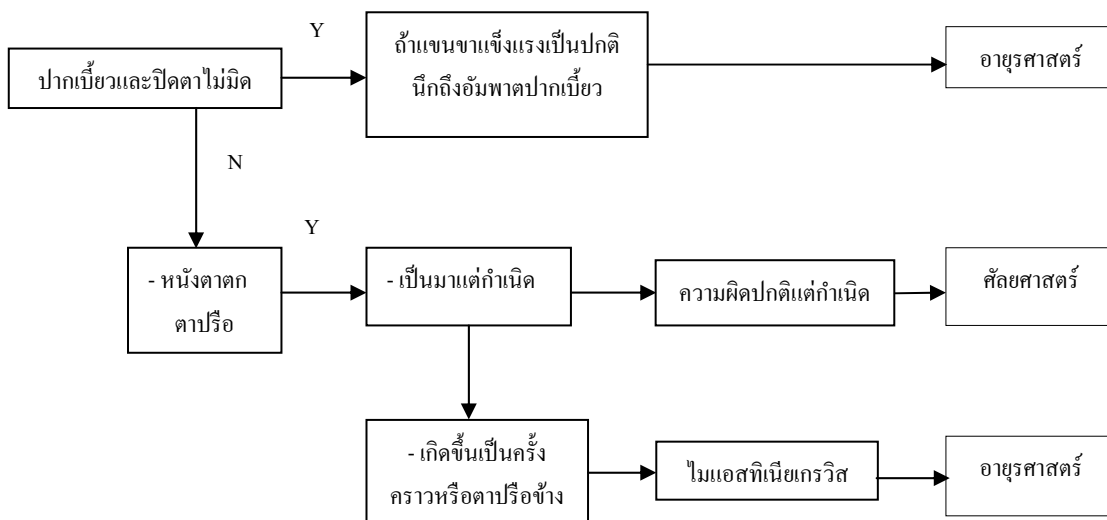 Y
ปากเบี้ยวและปิดตาไม่มิด
ถ้าแขนขาแข็งแรงเป็นปกติ
นึกถึงอัมพาตปากเบี้ยว
อายุรศาสตร์
N
Y
- หนังตาตก
ตาปรือ
- เป็นมาแต่กำเนิด
ความผิดปกติแต่กำเนิด
ศัลยศาสตร์
- เกิดขึ้นเป็นครั้ง
คราวหรือตาปรือข้าง
ไมแอสทิเนียเกรวิส
อายุรศาสตร์